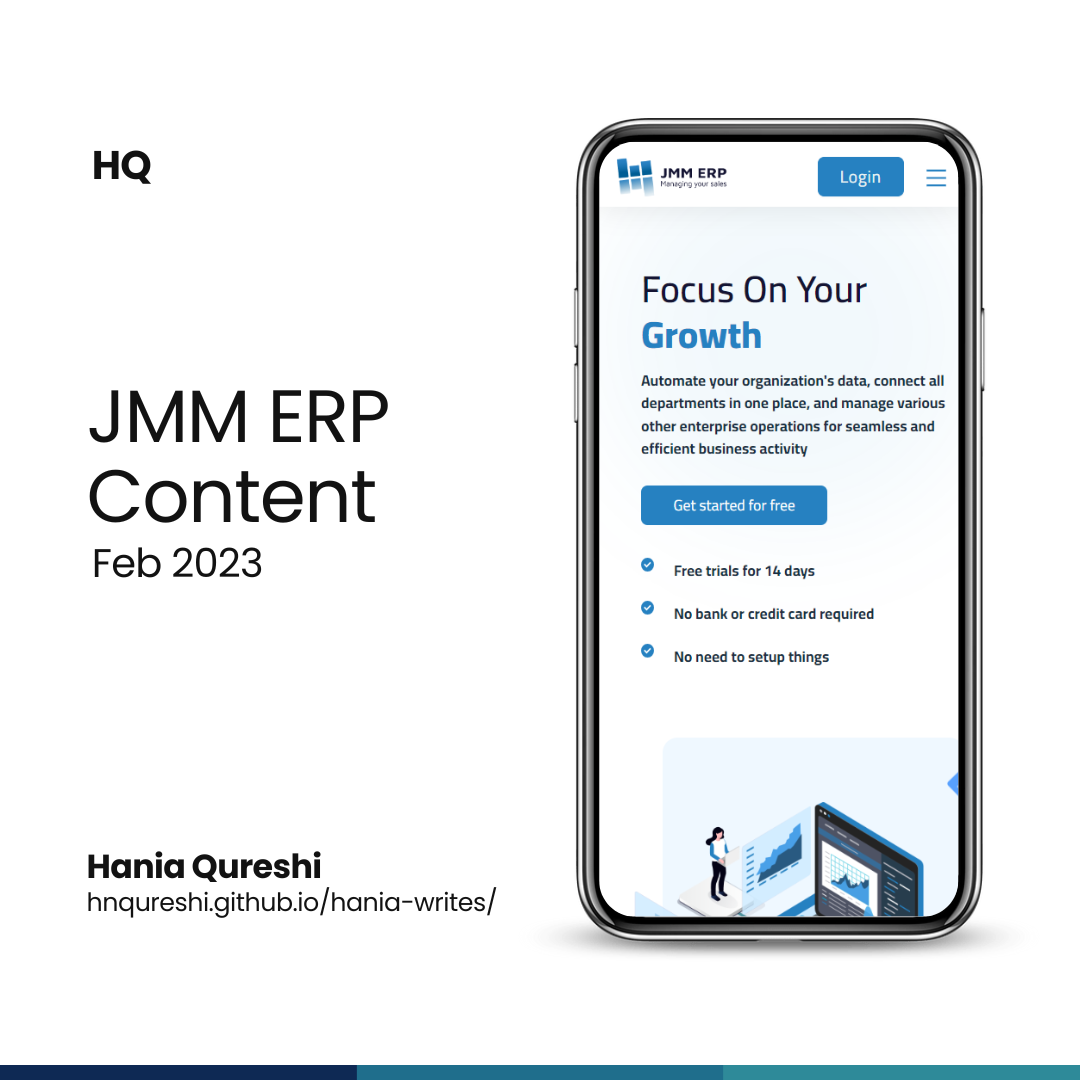 HQ
JMM ERP
Content
Feb 2023
Hania Qureshi
hnqureshi.github.io/hania-writes/
JMM ERP
Managing your sales
Login
Focus On Your
Growth
Automate your organization's data, connect all
departments in one place, and manage various
other enterprise operations for seamless and
efficient business activity
Get started for free
Free trials for 14 days
No bank or credit card required
No need to setup things